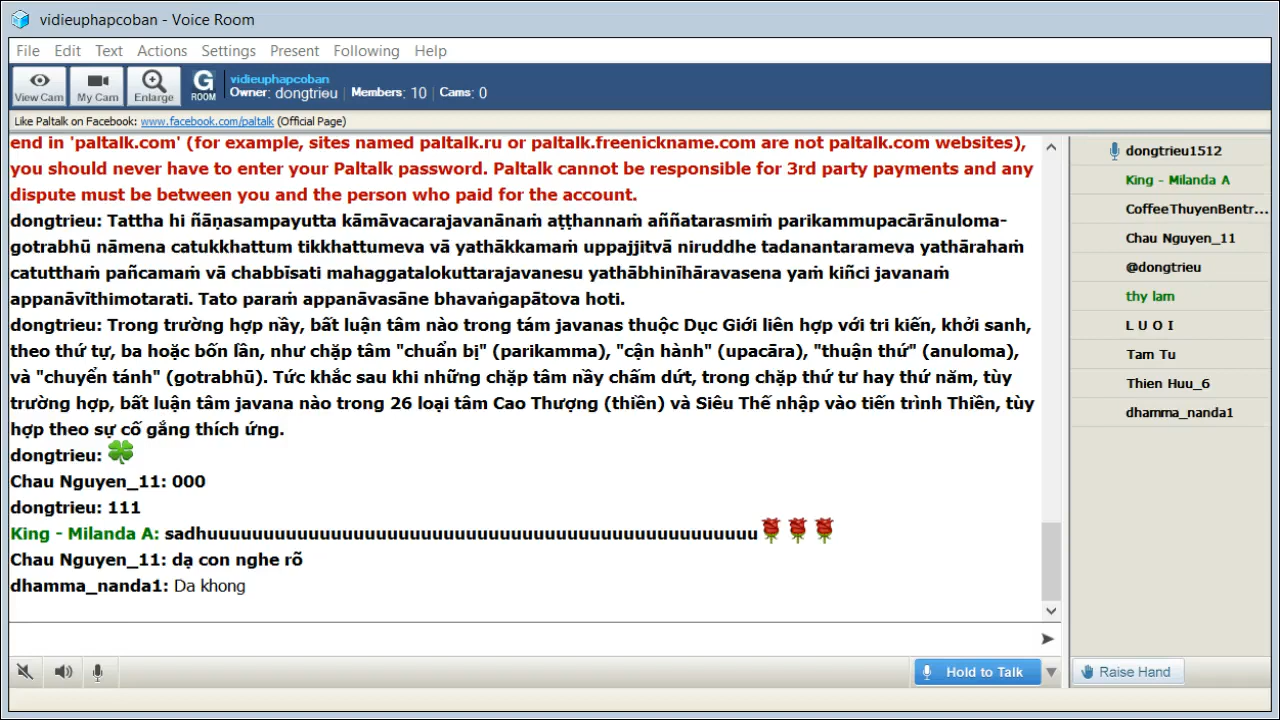 vidieuphapcoban - Voice Room
File Edit Text Actions Settings Present Following Help
View Cam My Cam Enlarge G ROOM vidieuphapcoban
Owner: dongtrieu Members: 10 Cams: 0
Like Paltalk on Facebook: www.facebook.com/paltalk (Official Page)
end in 'paltalk.com' (for example, sites named paltalk.ru or paltalk.freenickname.com are not paltalk.com websites),
you should never have to enter your Paltalk password. Paltalk cannot be responsible for 3rd party payments and any
dispute must be between you and the person who paid for the account.
dongtrieu: Tattha hi ñāṇasampayutta kāmāvacarajavanānaṁ aṭṭhannaṁ aññatarasmiṁ parikammupacārānuloma-
gotrabhū nāmena catukkhattum tikkhattumeva vā yathākkamaṁ uppajjitvā niruddhe tadanantarameva yathārahaṁ
catutthaṁ pañcamaṁ vā chabbīsati mahaggatalokuttarajavanesu yathābhinīhāravasena yaṁ kiñci javanaṁ
appanāvīthimotarati. Tato paraṁ appanāvasāne bhavaṅgapātova hoti.
dongtrieu: Trong trường hợp nầy, bất luận tâm nào trong tám javanas thuộc Dục Giới liên hợp với tri kiến, khởi sanh,
theo thứ tự, ba hoặc bốn lần, như chặp tâm "chuẩn bị" (parikamma), "cận hành" (upacāra), "thuận thứ" (anuloma),
và "chuyển tánh" (gotrabhū). Tức khắc sau khi những chặp tâm nầy chấm dứt, trong chặp thứ tư hay thứ năm, tùy
trường hợp, bất luận tâm javana nào trong 26 loại tâm Cao Thượng (thiền) và Siêu Thế nhập vào tiến trình Thiền, tùy
hợp theo sự cố gắng thích ứng.
dongtrieu:
Chau Nguyen_11: 000
dongtrieu: 111
King - Milanda A: sadhuuuuuuuuuuuuuuuuuuuuuuuuuuuuuuuuuuuuuuuuuuuuuuuuu
Chau Nguyen_11: dạ con nghe rõ
dhamma_nanda1: Da khong
Hold to Talk
dongtrieu1512
King - Milanda A
CoffeeThuyenBentr...
Chau Nguyen_11
@dongtrieu
thy lam
L U O I
Tam Tu
Thien Huu_6
dhamma_nanda1
Raise Hand